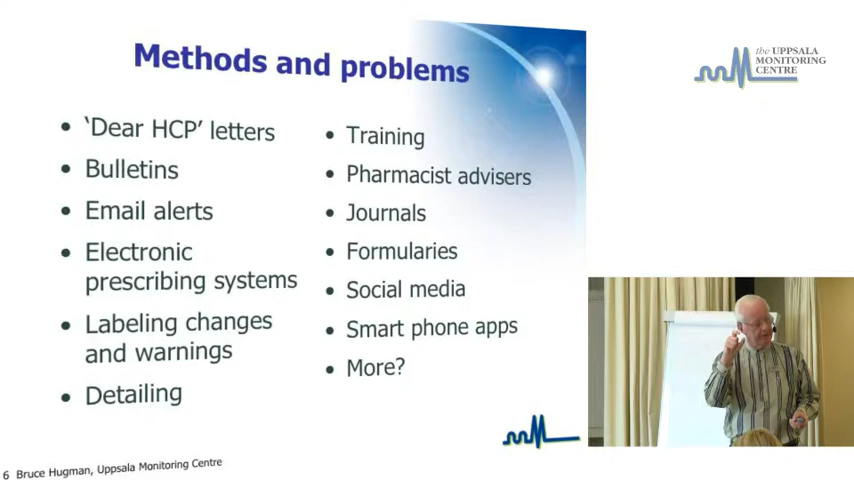 Methods and problems
• ‘Dear HCP’ letters
• Bulletins
• Email alerts
• Electronic
prescribing systems
• Labeling changes
and warnings
• Detailing
• Training
• Pharmacist advisers
• Journals
• Formularies
• Social media
• Smart phone apps
• More?
6 Bruce Hugman, Uppsala Monitoring Centre
the UPPSALA
MONITORING
CENTRE